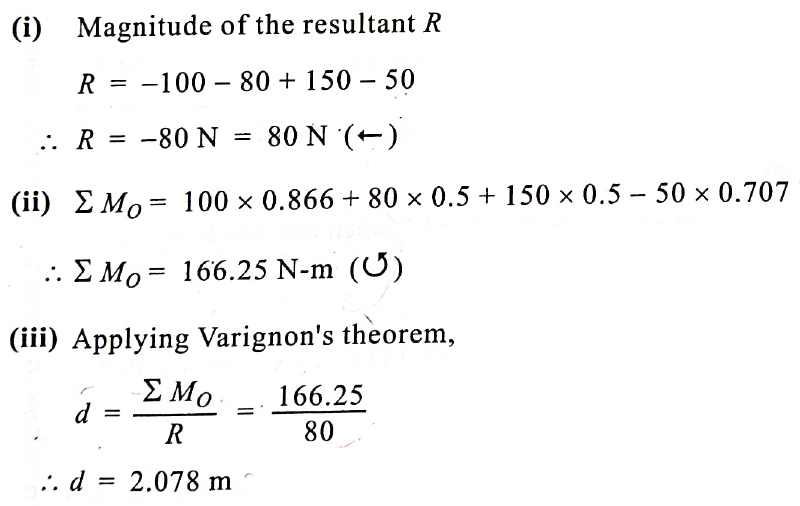 (i) Magnitude of the resultant R
R = –100 – 80 + 150 – 50
∴ R = –80 N = 80 N (←)
(ii) Σ M_O = 100 × 0.866 + 80 × 0.5 + 150 × 0.5 – 50 × 0.707
∴ Σ M_O = 166.25 N-m (↺)
(iii) Applying Varignon's theorem,
d = Σ M_O / R = 166.25 / 80
∴ d = 2.078 m